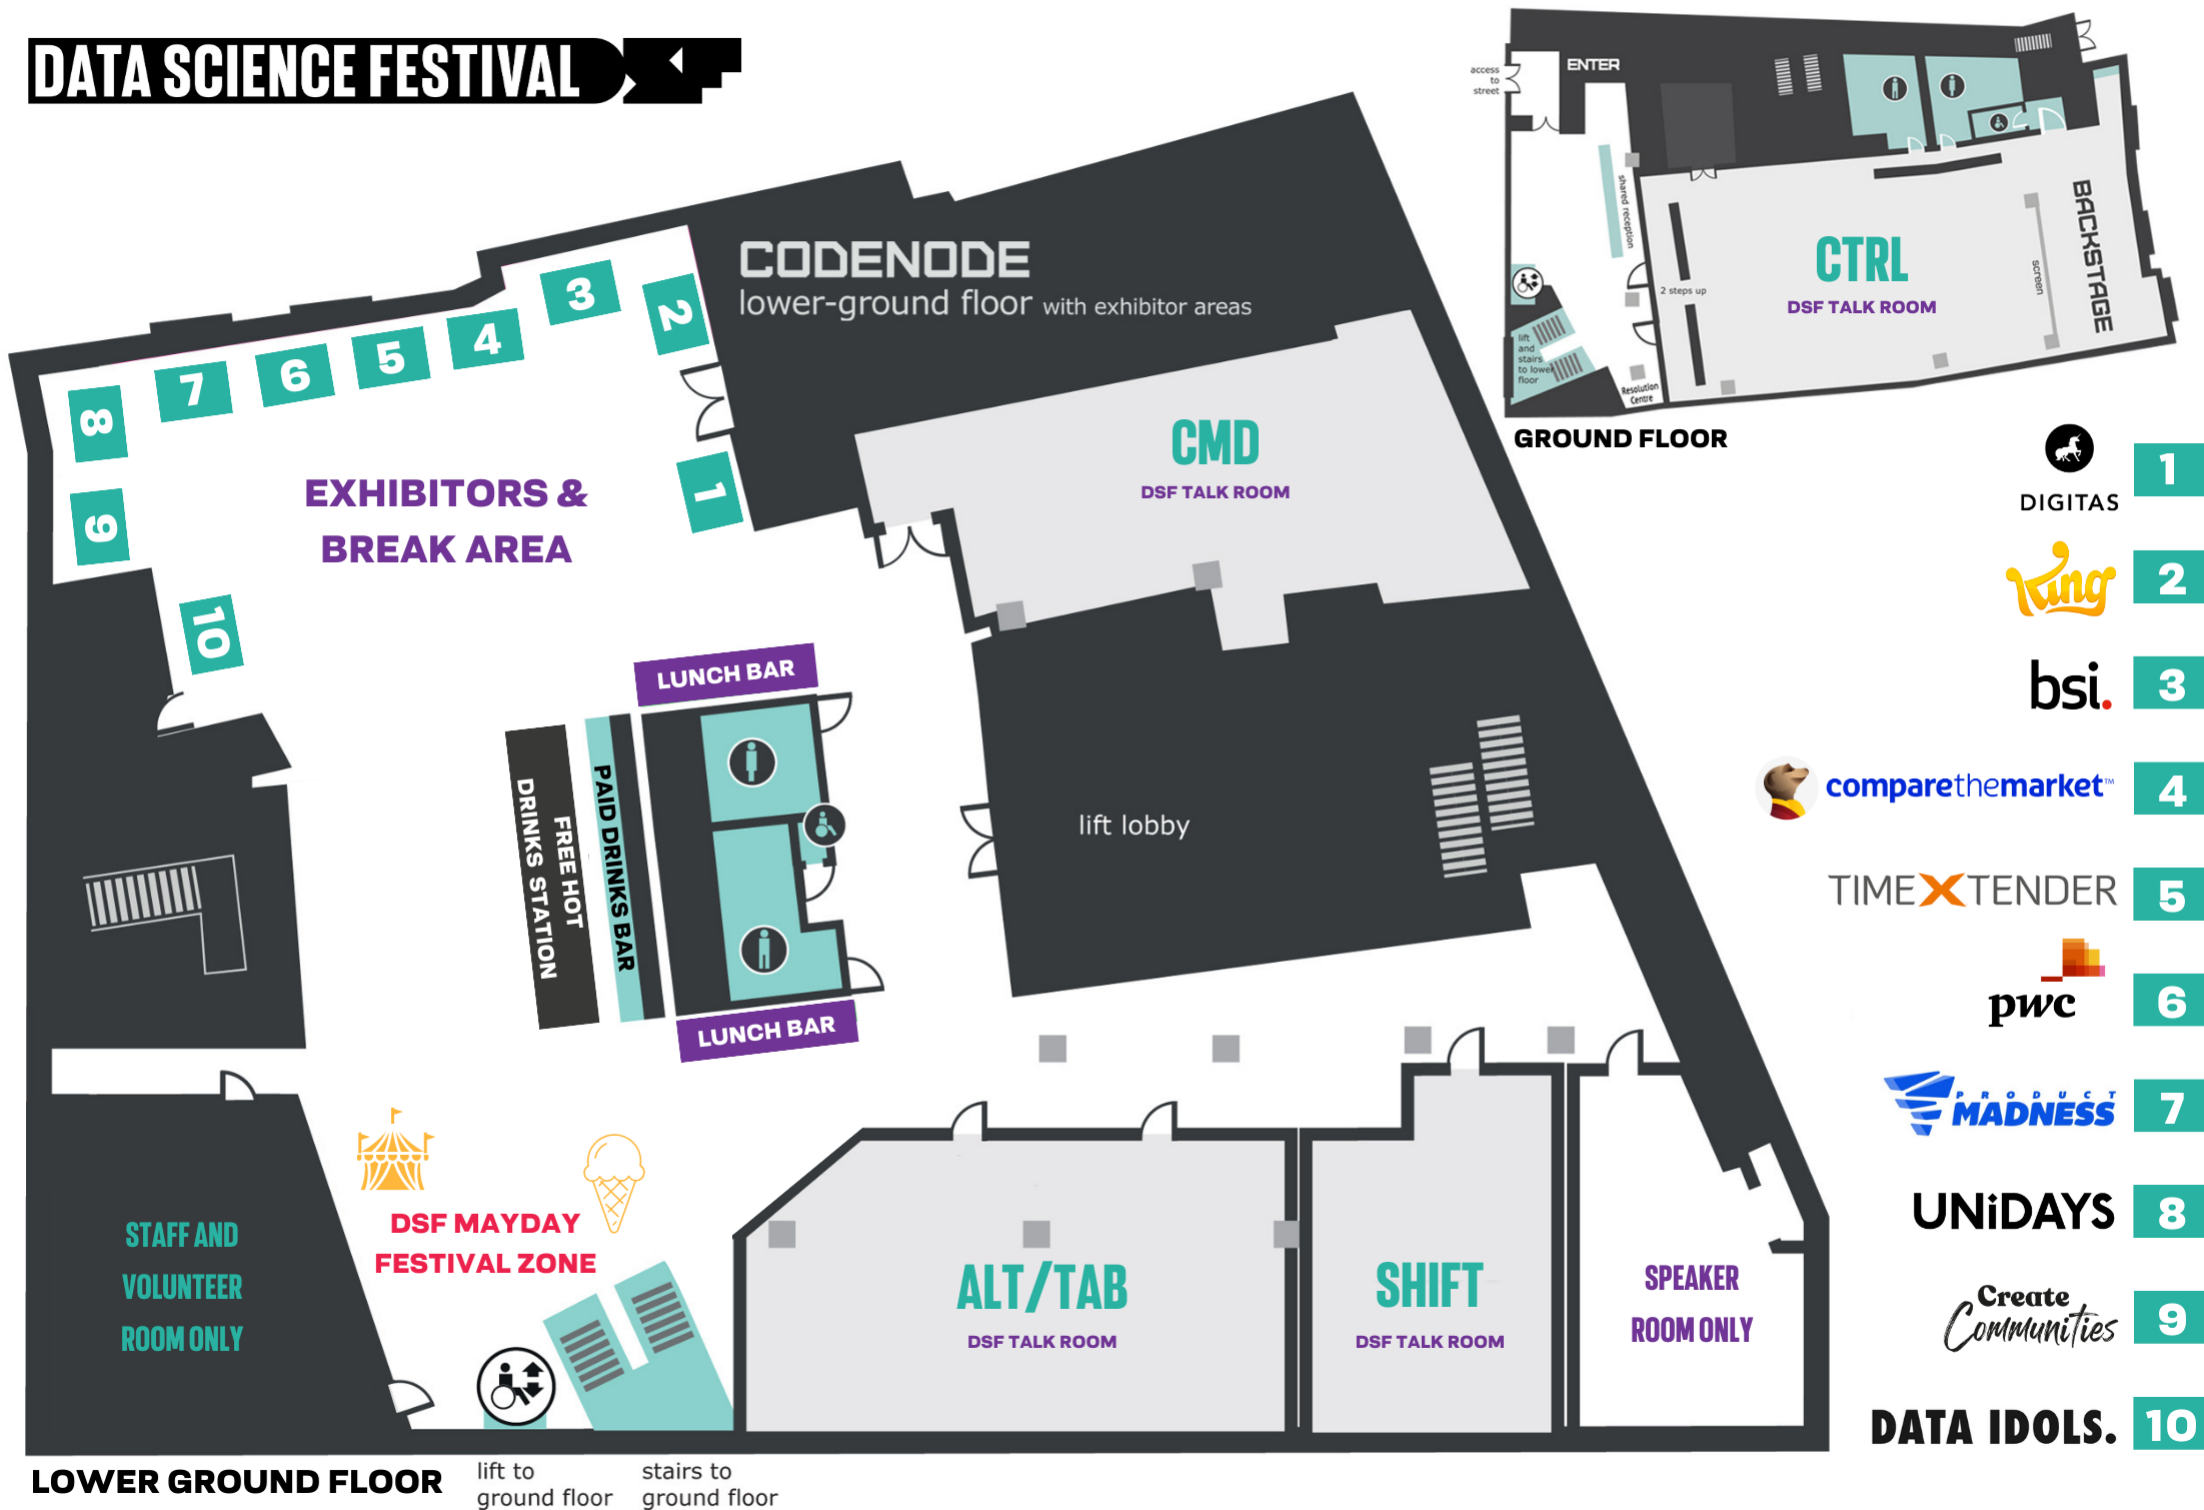 DATA SCIENCE FESTIVAL
access
to
street
ENTER
shared reception
2 steps up
CTRL
DSF TALK ROOM
screen
BACKSTAGE
lift
and
stairs
to lower
floor
Resolution
Centre
GROUND FLOOR
CODENODE
lower-ground floor with exhibitor areas
3
2
4
5
6
7
8
9
1
10
EXHIBITORS &
BREAK AREA
CMD
DSF TALK ROOM
LUNCH BAR
FREE HOT
DRINKS STATION
PAID DRINKS BAR
LUNCH BAR
lift lobby
DSF MAYDAY
FESTIVAL ZONE
STAFF AND
VOLUNTEER
ROOM ONLY
ALT/TAB
DSF TALK ROOM
SHIFT
DSF TALK ROOM
SPEAKER
ROOM ONLY
LOWER GROUND FLOOR
lift to
ground floor
stairs to
ground floor
DIGITAS 1
King 2
bsi. 3
comparethemarket™ 4
TIMEXTENDER 5
pwc 6
PRODUCT
MADNESS 7
UNiDAYS 8
Create
Communities 9
DATA IDOLS. 10